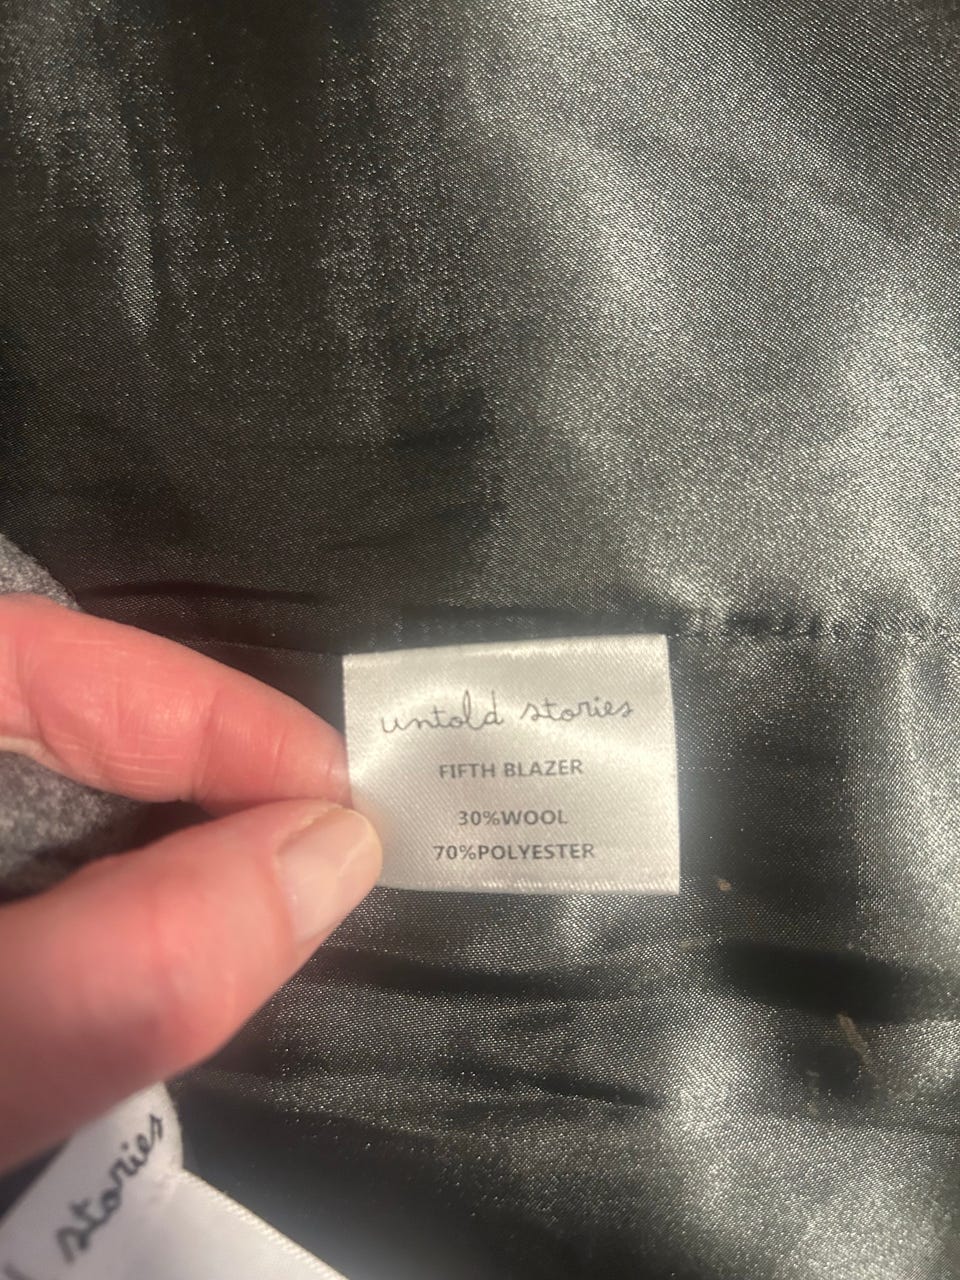 untold stories
FIFTH BLAZER
30%WOOL
70%POLYESTER
stories